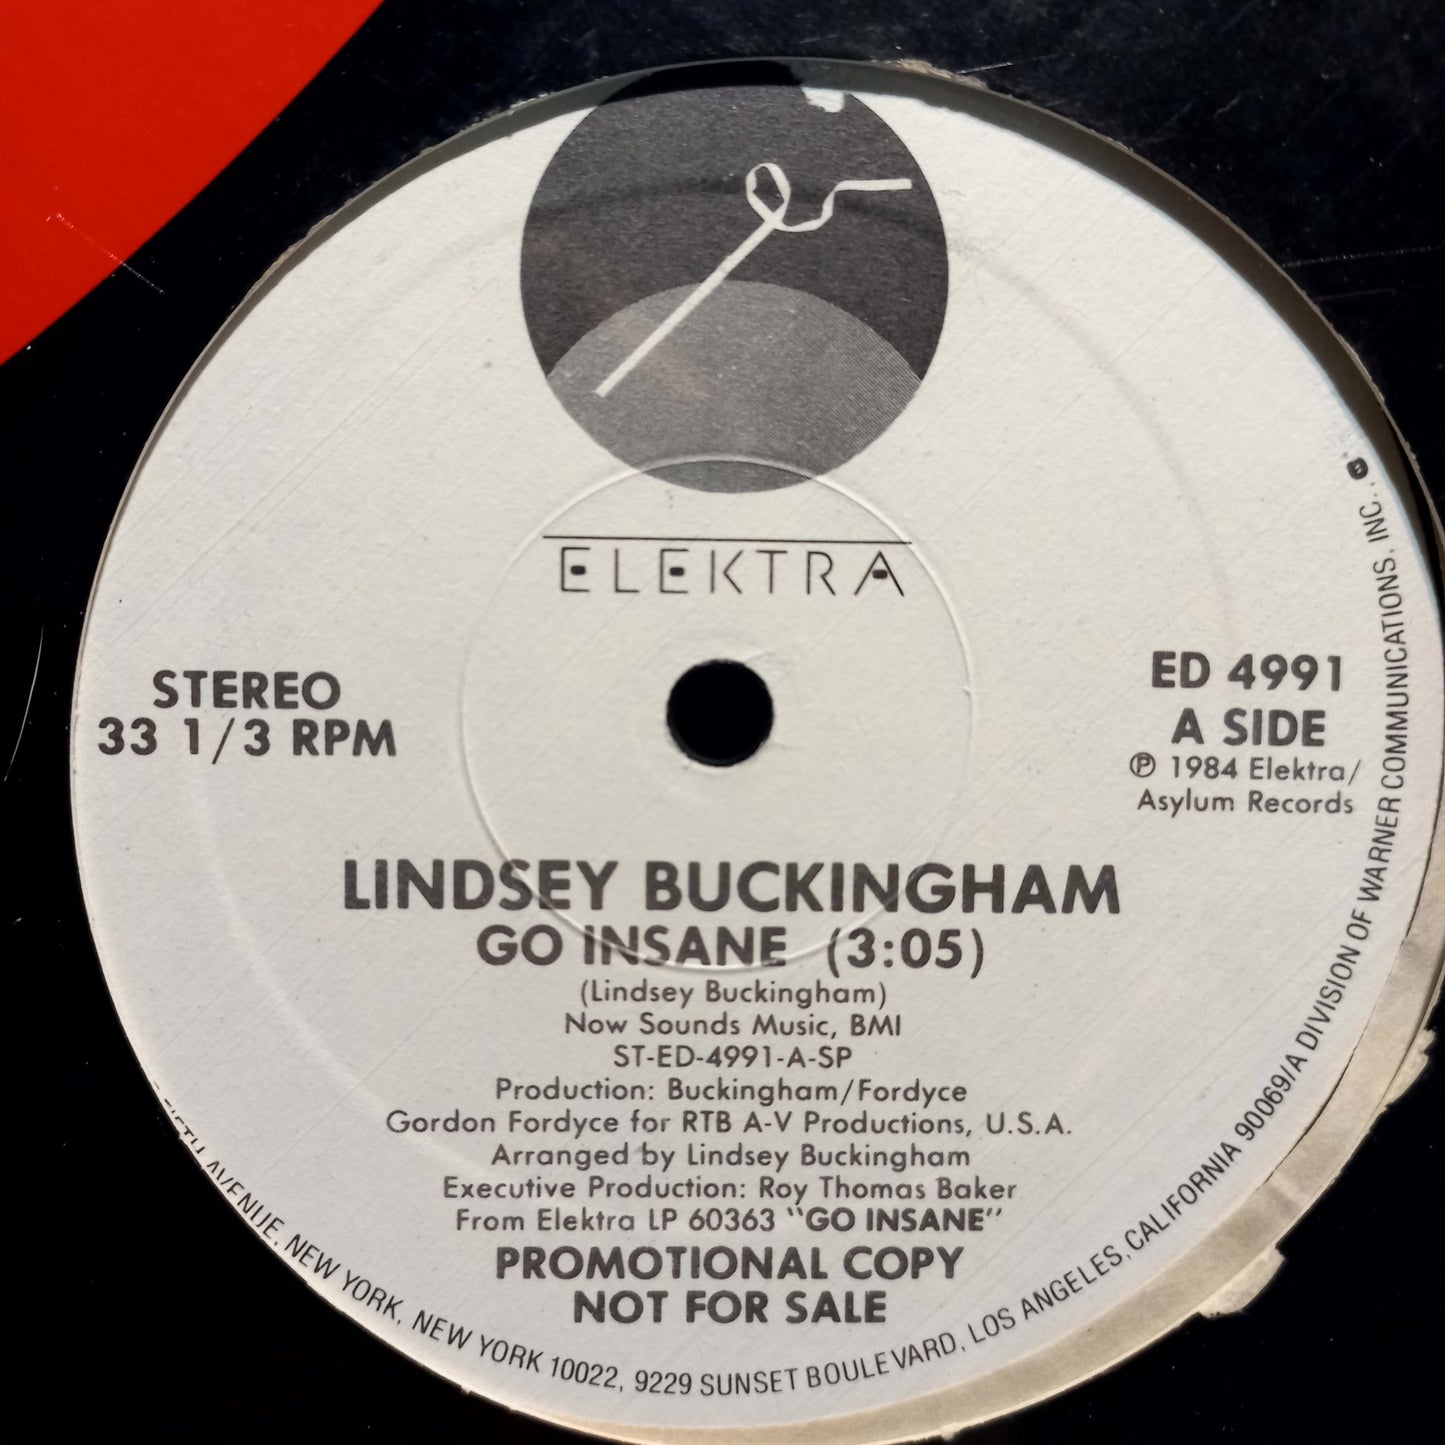 ELEKTRA
STEREO
33 1/3 RPM
ED 4991
A SIDE
℗ 1984 Elektra/
Asylum Records
LINDSEY BUCKINGHAM
GO INSANE (3:05)
(Lindsey Buckingham)
Now Sounds Music, BMI
ST-ED-4991-A-SP
Production: Buckingham/Fordyce
Gordon Fordyce for RTB A-V Productions, U.S.A.
Arranged by Lindsey Buckingham
Executive Production: Roy Thomas Baker
From Elektra LP 60363 "GO INSANE"
PROMOTIONAL COPY
NOT FOR SALE
AVENUE, NEW YORK, NEW YORK 10022, 9229 SUNSET BOULEVARD, LOS ANGELES, CALIFORNIA 90069/A DIVISION OF WARNER COMMUNICATIONS, INC.,